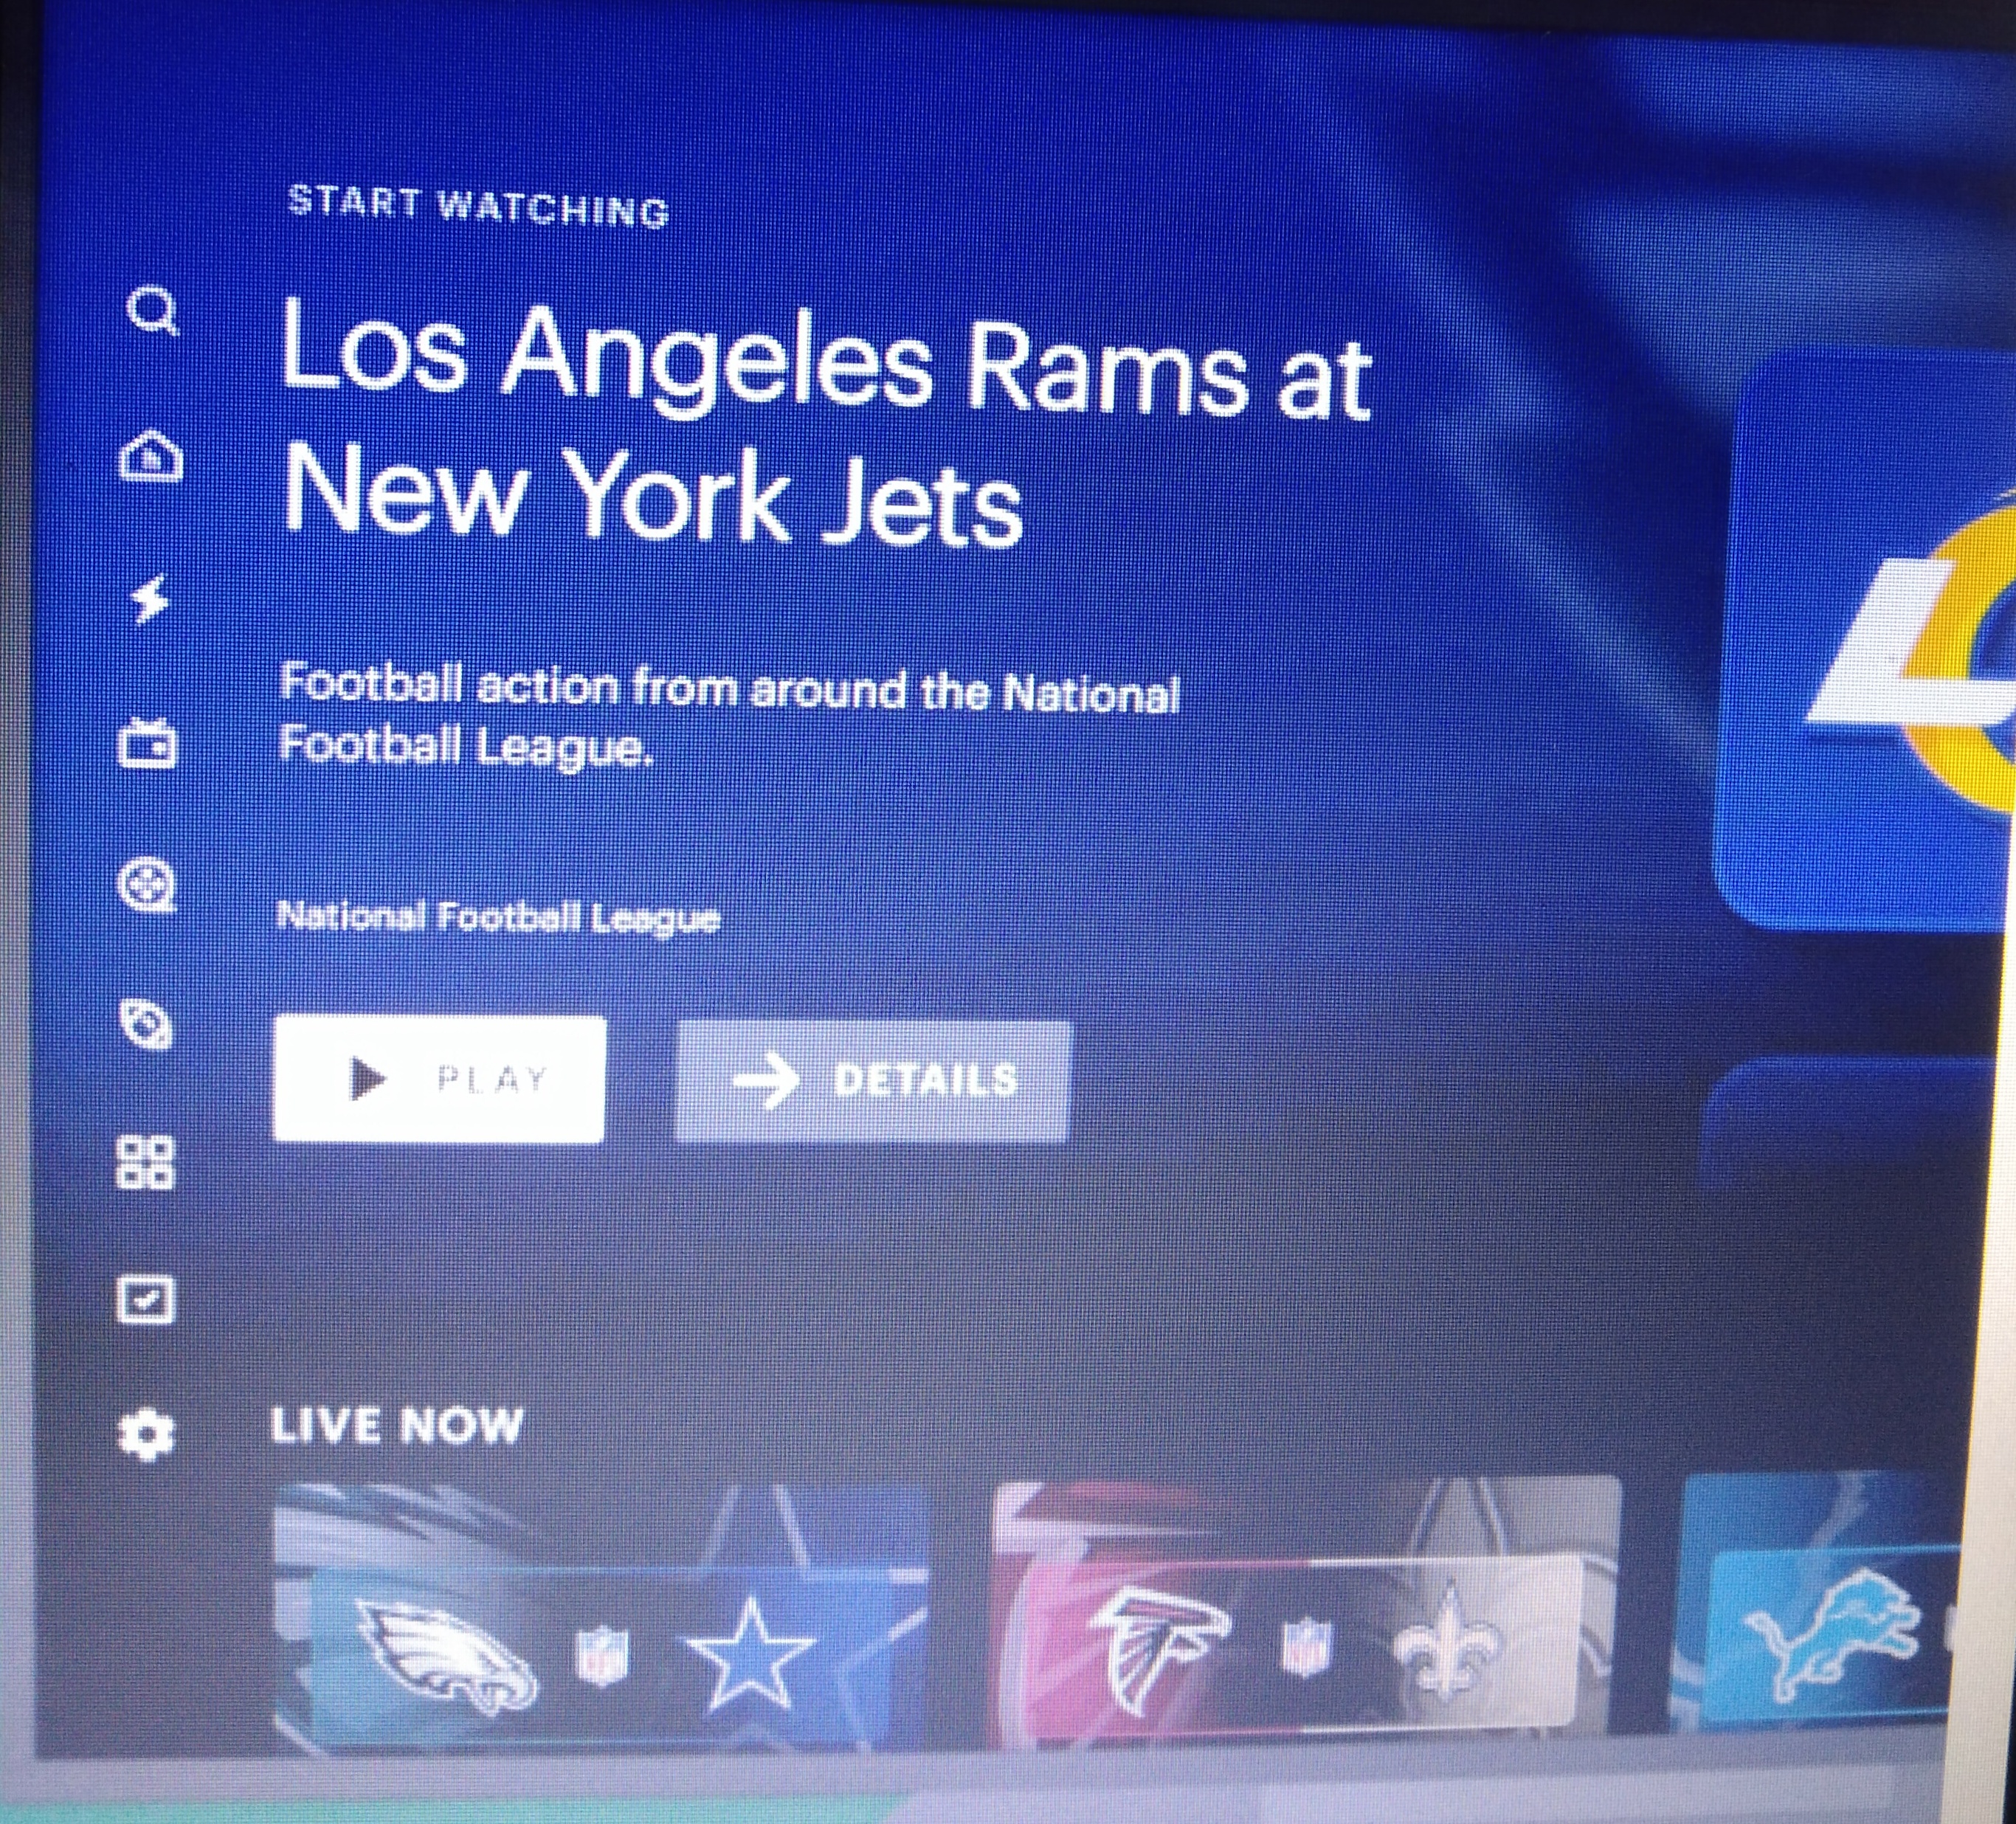 START WATCHING
Los Angeles Rams at
New York Jets
Football action from around the National
Football League.
National Football League
PLAY
DETAILS
LIVE NOW